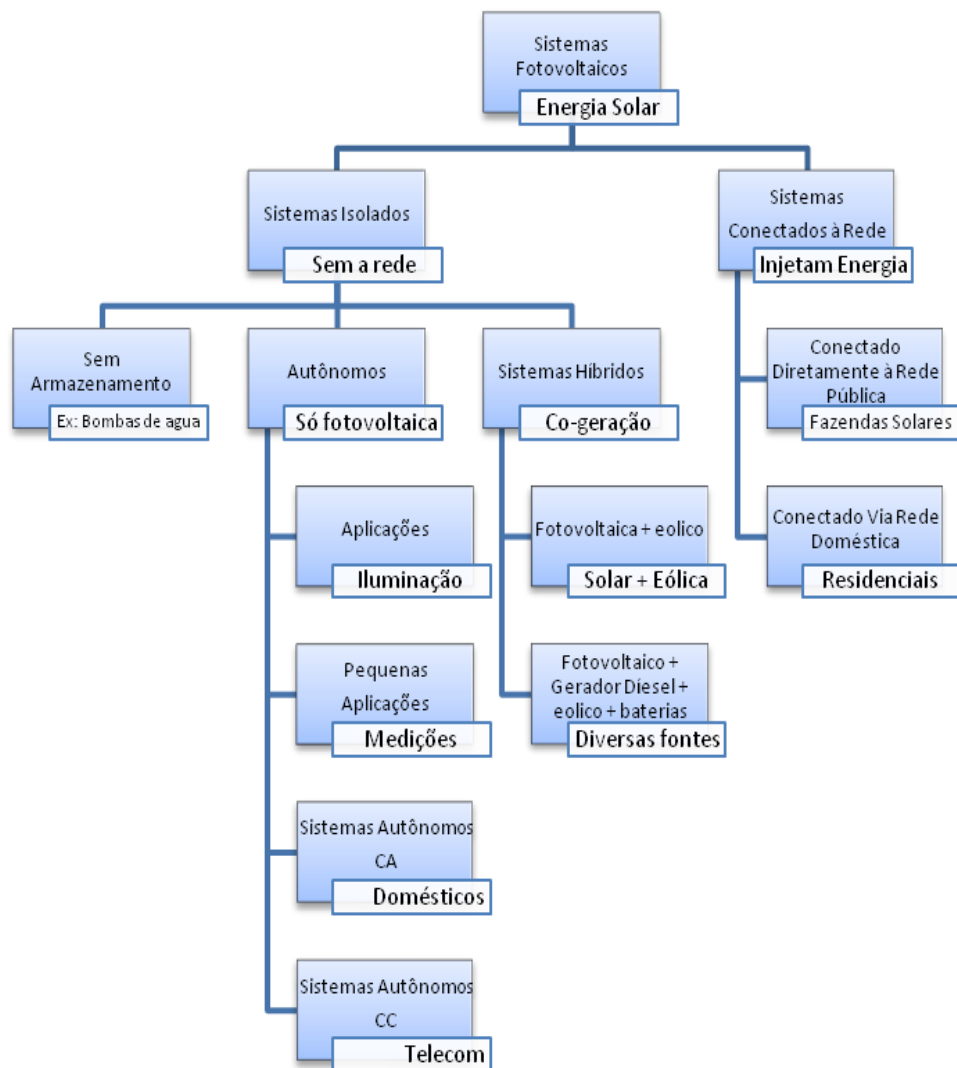 Sistemas
Fotovoltaicos
Energia Solar
Sistemas Isolados
Sem a rede
Sistemas
Conectados à Rede
Injetam Energia
Sem
Armazenamento
Ex: Bombas de agua
Autônomos
Só fotovoltaica
Sistemas Híbridos
Co-geração
Conectado
Diretamente à Rede
Pública
Fazendas Solares
Aplicações
Iluminação
Fotovoltaica + eolico
Solar + Eólica
Conectado Via Rede
Doméstica
Residenciais
Pequenas
Aplicações
Medições
Fotovoltaico +
Gerador Díesel +
eolico + baterias
Diversas fontes
Sistemas Autônomos
CA
Domésticos
Sistemas Autônomos
CC
Telecom